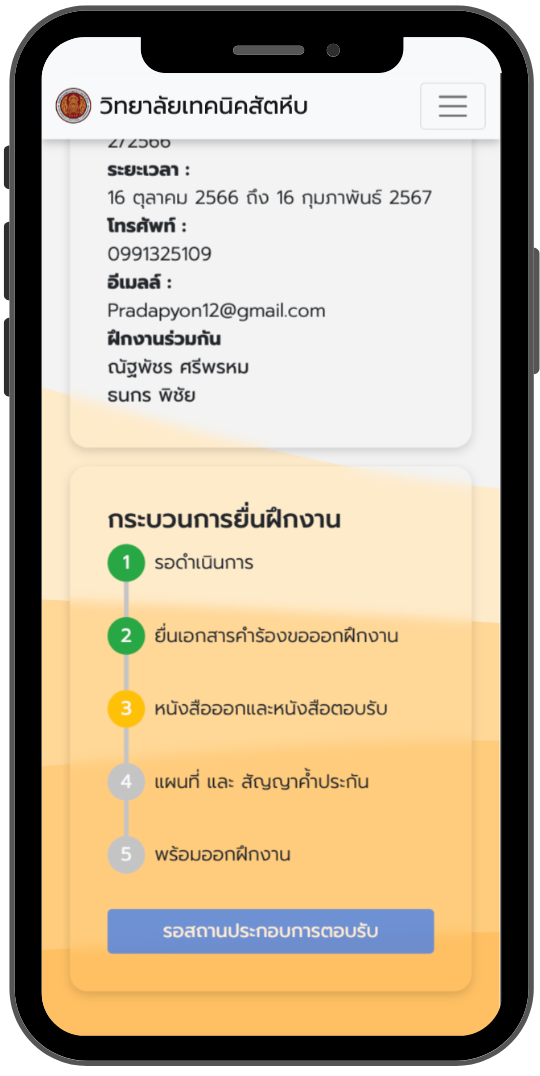 วิทยาลัยเทคนิคสัตหีบ
2/2566
ระยะเวลา :
16 ตุลาคม 2566 ถึง 16 กุมภาพันธ์ 2567
โทรศัพท์ :
0991325109
อีเมลล์ :
Pradapyon12@gmail.com
ฝึกงานร่วมกัน
ณัฐพัชร ศรีพรหม
ธนกร พิชัย
กระบวนการยื่นฝึกงาน
1 รอดำเนินการ
2 ยื่นเอกสารคำร้องขอออกฝึกงาน
3 หนังสือออกและหนังสือตอบรับ
4 แผนที่ และ สัญญาค้ำประกัน
5 พร้อมออกฝึกงาน
รอสถานประกอบการตอบรับ